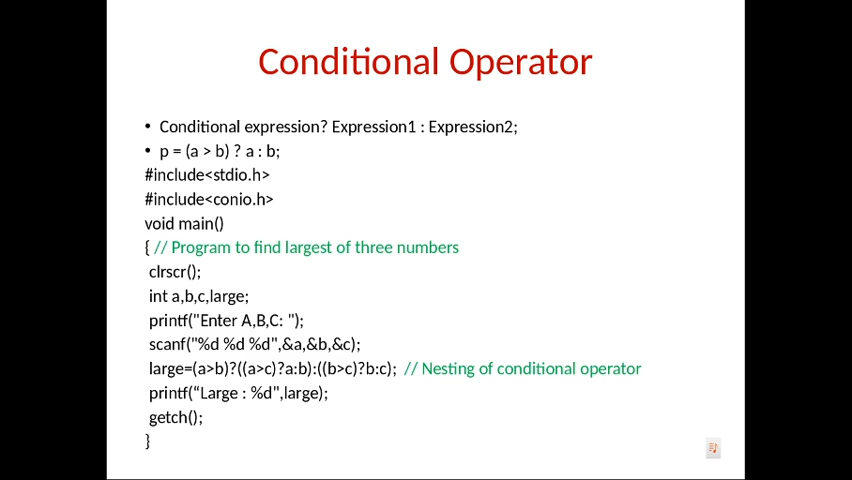 Conditional Operator
• Conditional expression? Expression1 : Expression2;
• p = (a > b) ? a : b;
#include<stdio.h>
#include<conio.h>
void main()
{ // Program to find largest of three numbers
clrscr();
int a,b,c,large;
printf("Enter A,B,C: ");
scanf("%d %d %d",&a,&b,&c);
large=(a>b)?((a>c)?a:b):((b>c)?b:c); // Nesting of conditional operator
printf(“Large : %d",large);
getch();
}